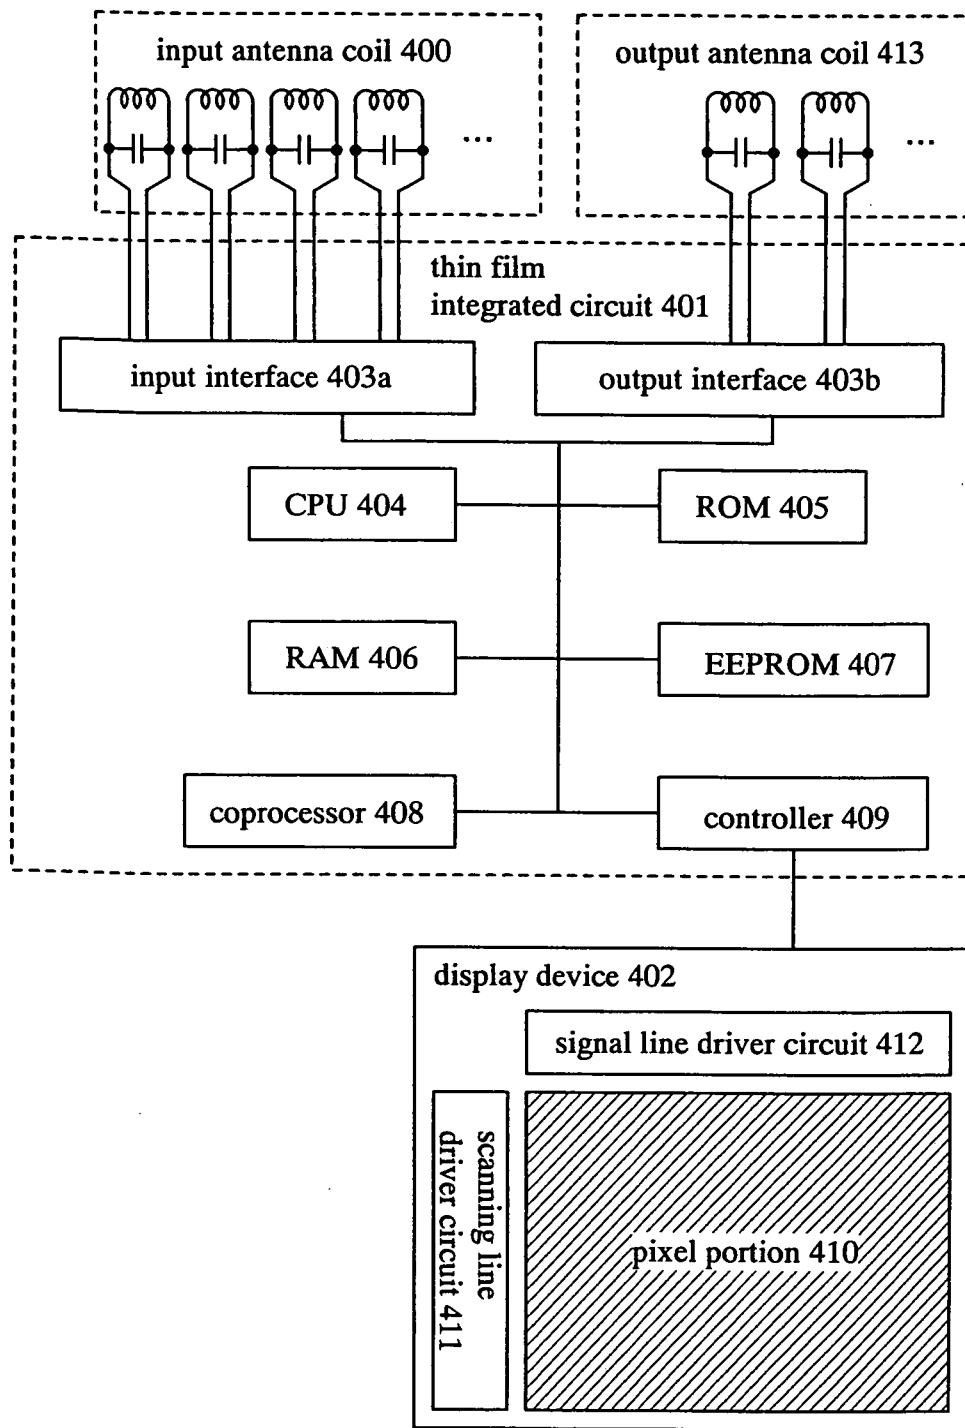 input antenna coil 400
output antenna coil 413
...
...
thin film
integrated circuit 401
input interface 403a
output interface 403b
CPU 404
ROM 405
RAM 406
EEPROM 407
coprocessor 408
controller 409
display device 402
signal line driver circuit 412
scanning line
driver circuit 411
pixel portion 410